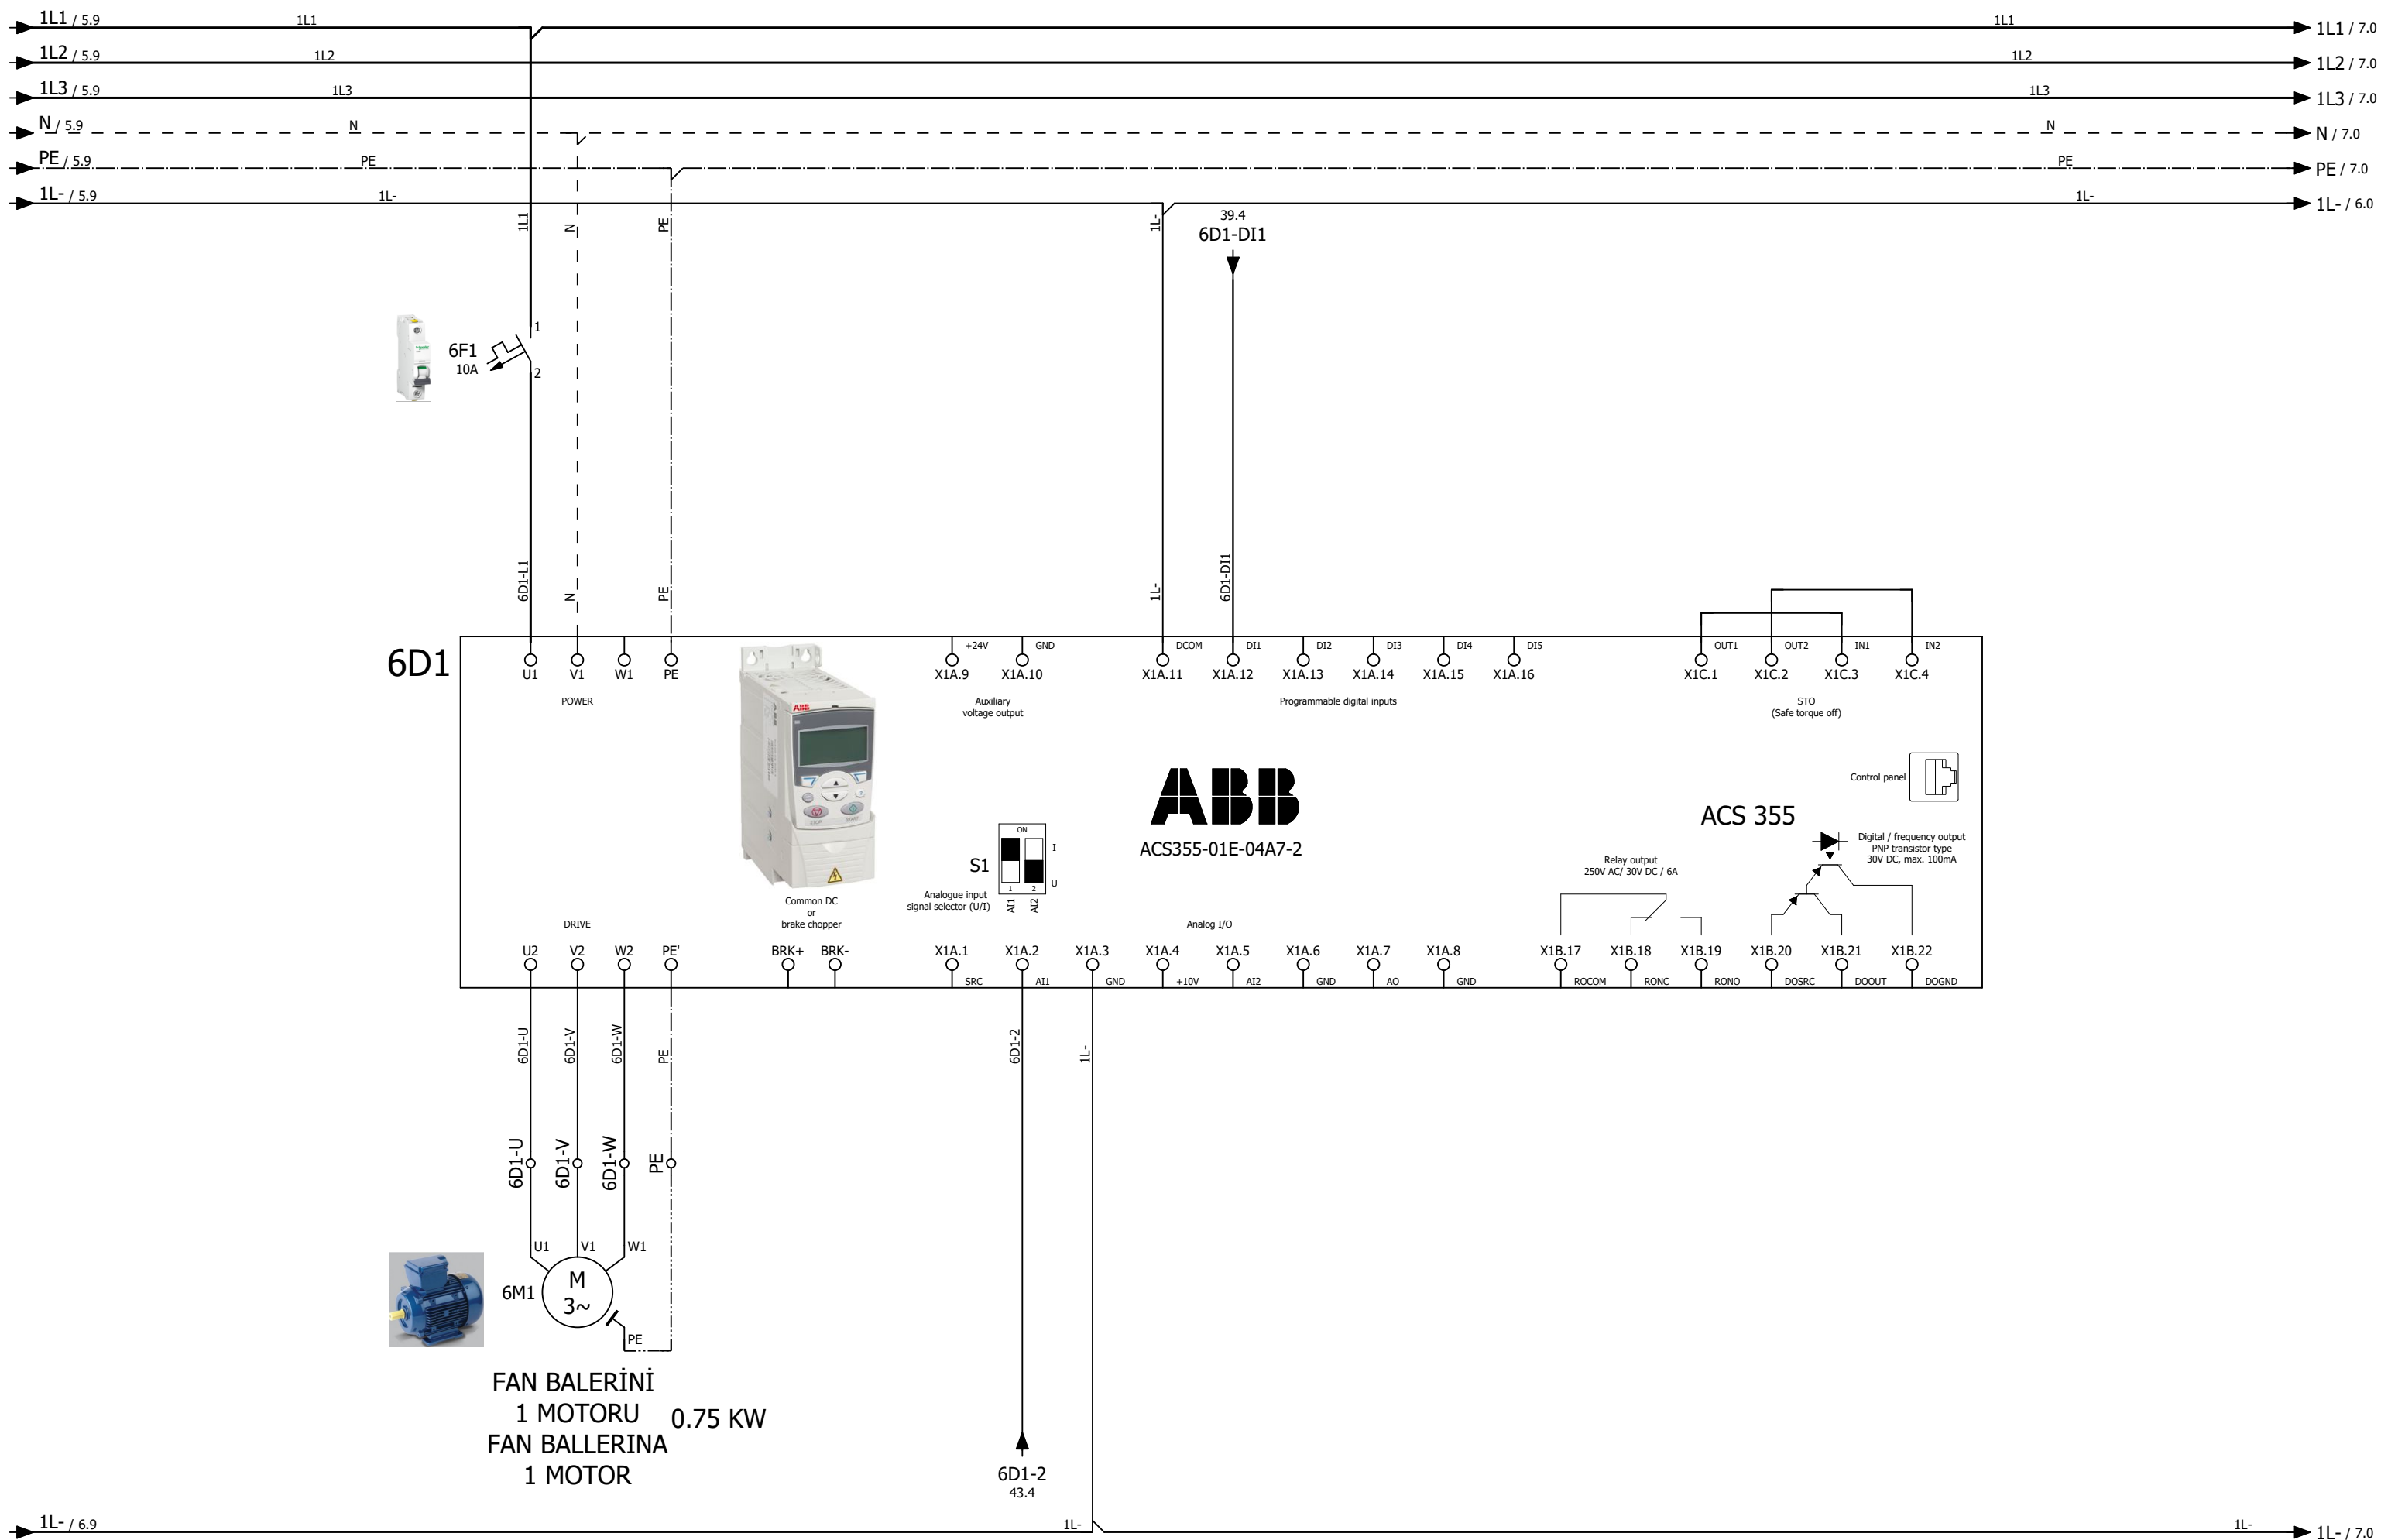 1L1 / 5.9 1L1 1L1 1L1 / 7.0
1L2 / 5.9 1L2 1L2 1L2 / 7.0
1L3 / 5.9 1L3 1L3 1L3 / 7.0
N / 5.9 N N N / 7.0
PE / 5.9 PE PE PE / 7.0
1L- / 5.9 1L- 1L- 1L- / 6.0
1L1 N PE 1L-
39.4
6D1-DI1
1
6F1
10A
2
6D1-L1 N PE 1L- 6D1-DI1
6D1
+24V GND DCOM DI1 DI2 DI3 DI4 DI5 OUT1 OUT2 IN1 IN2
U1 V1 W1 PE X1A.9 X1A.10 X1A.11 X1A.12 X1A.13 X1A.14 X1A.15 X1A.16 X1C.1 X1C.2 X1C.3 X1C.4
POWER
Auxiliary
voltage output
Programmable digital inputs
STO
(Safe torque off)
ABB
ABB
ACS355-01E-04A7-2
Control panel
ACS 355
ON
I
S1
U
1 2
AI1 AI2
Analogue input
signal selector (U/I)
Digital / frequency output
PNP transistor type
30V DC, max. 100mA
Relay output
250V AC/ 30V DC / 6A
Common DC
or
brake chopper
DRIVE
Analog I/O
U2 V2 W2 PE' BRK+ BRK- X1A.1 X1A.2 X1A.3 X1A.4 X1A.5 X1A.6 X1A.7 X1A.8 X1B.17 X1B.18 X1B.19 X1B.20 X1B.21 X1B.22
SRC AI1 GND +10V AI2 GND AO GND ROCOM RONC RONO DOSRC DOOUT DOGND
6D1-U 6D1-V 6D1-W PE 6D1-2 1L-
6D1-U 6D1-V 6D1-W PE
U1 V1 W1
6M1
M
3~
PE
FAN BALERİNİ
1 MOTORU
FAN BALLERINA
1 MOTOR
0.75 KW
6D1-2
43.4
1L- / 6.9 1L- 1L- 1L- / 7.0